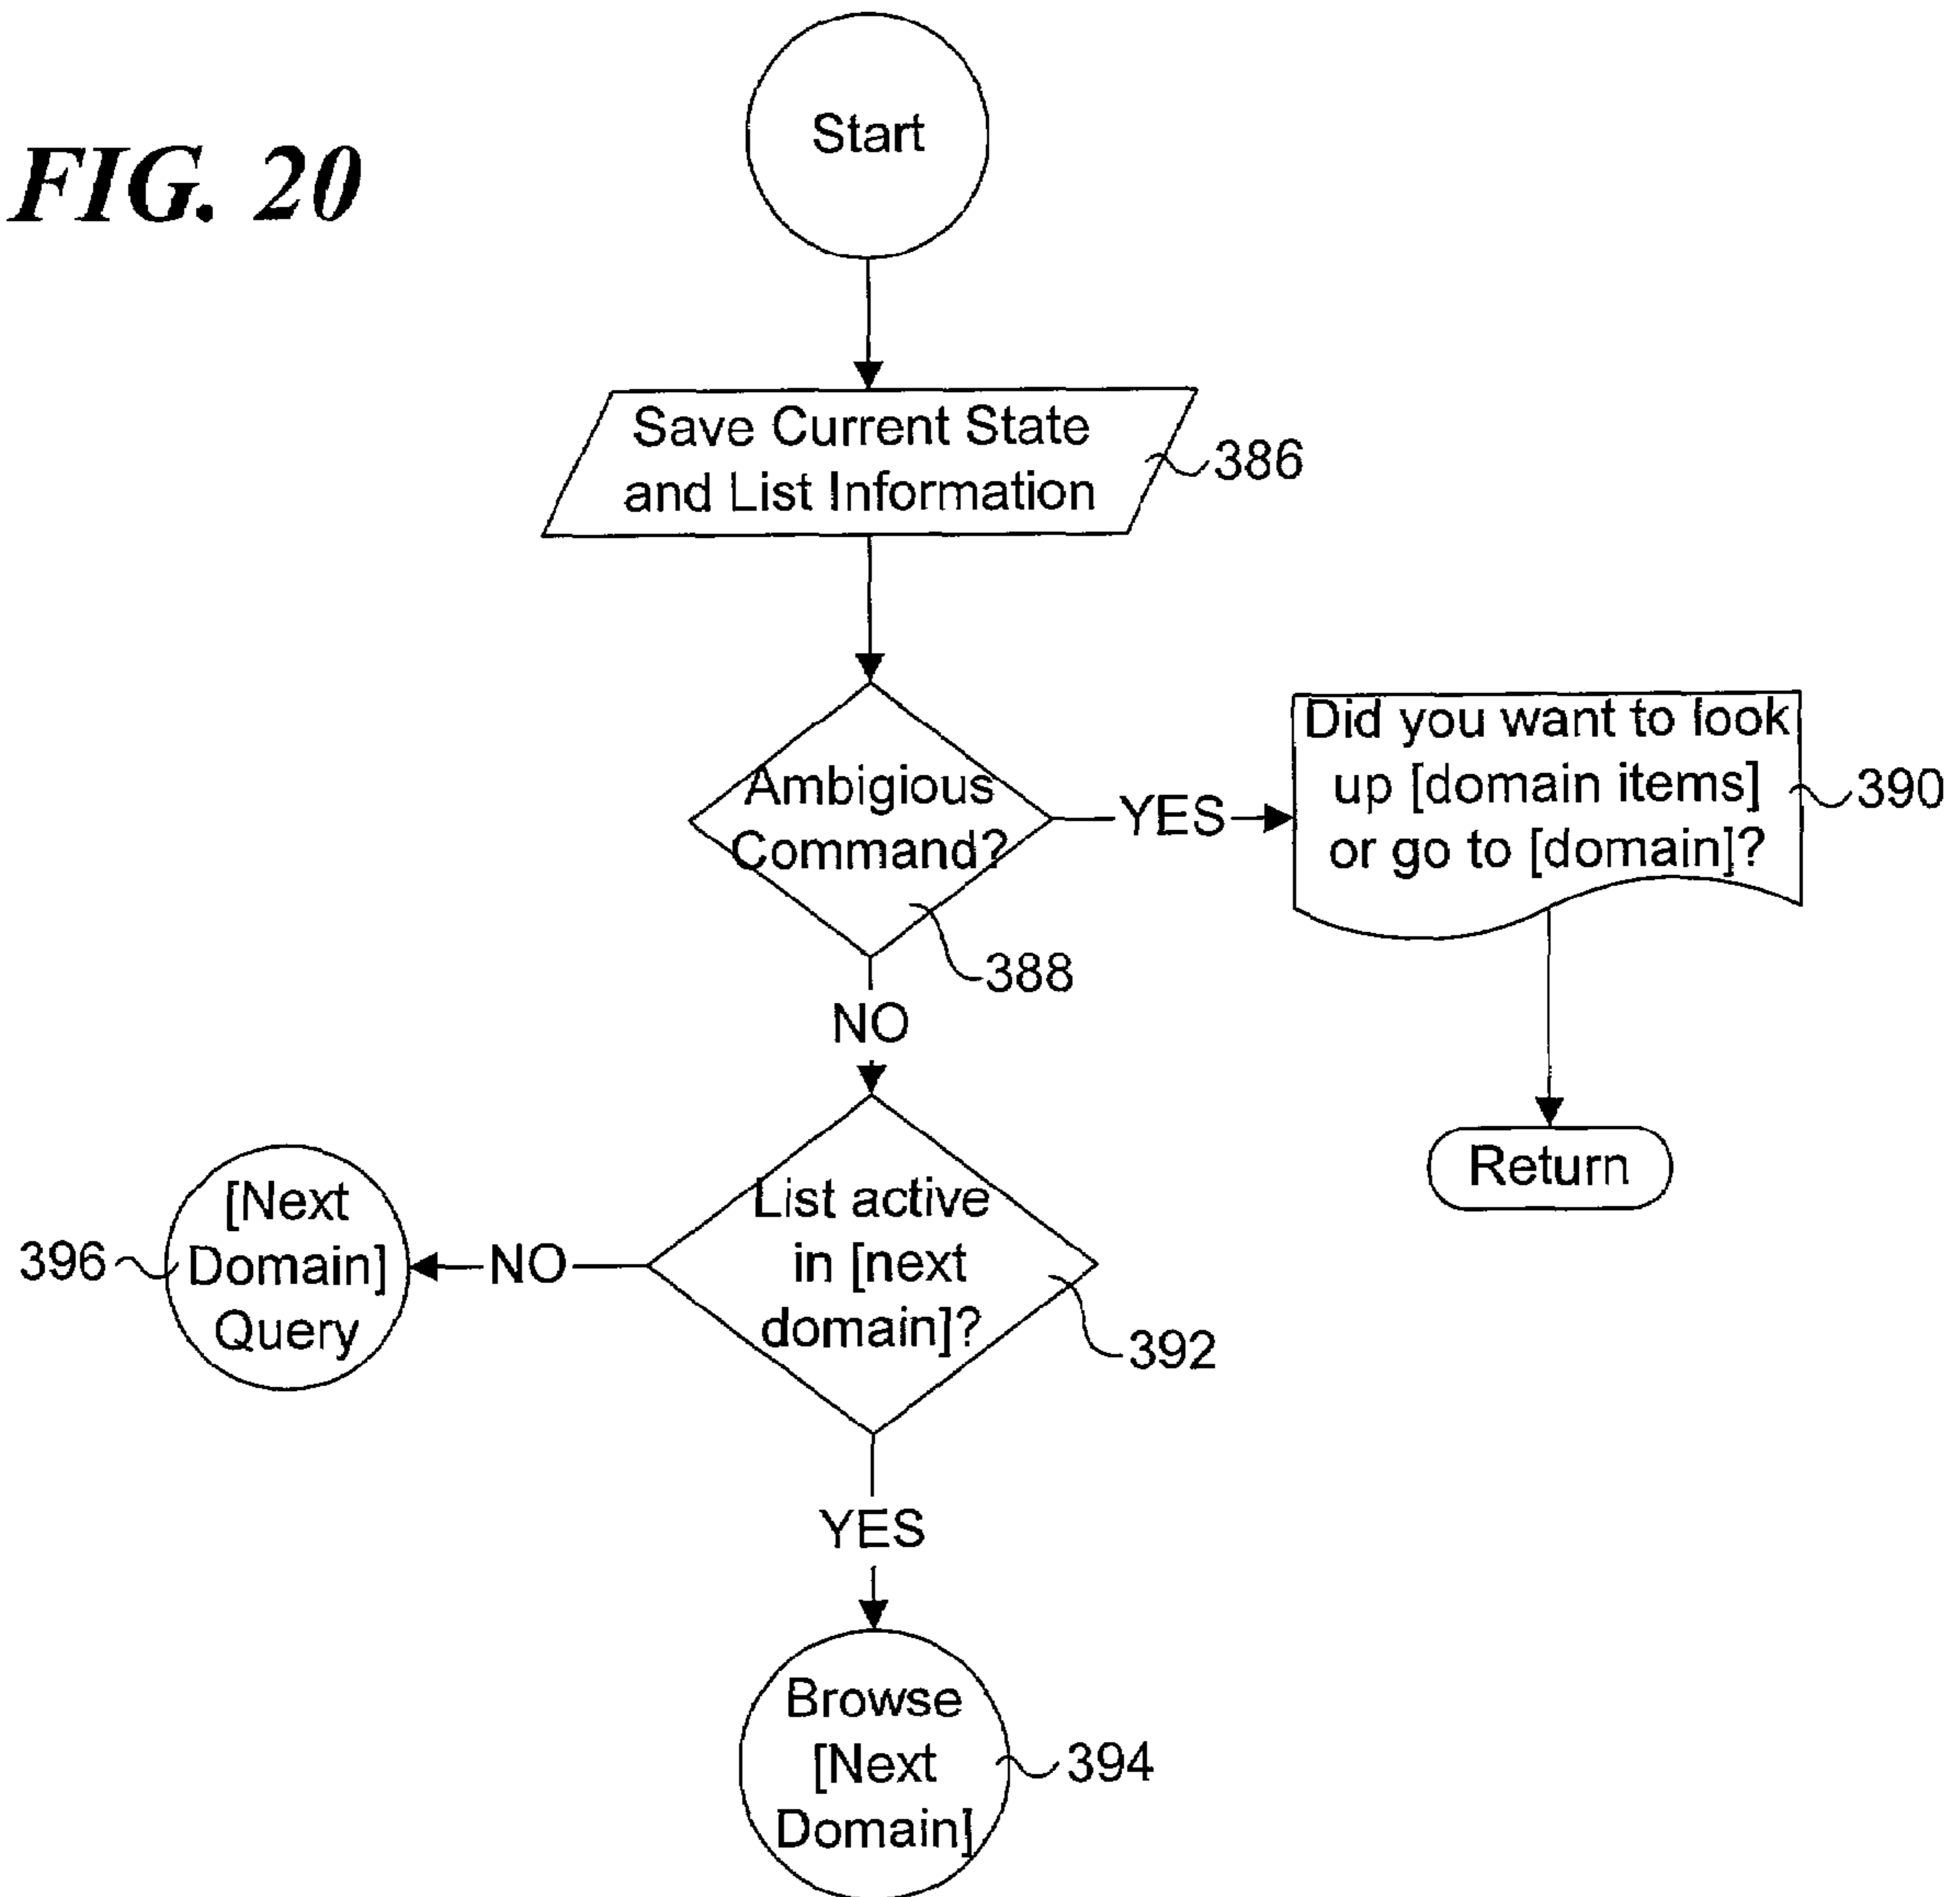 FIG. 20
Start
Save Current State
and List Information
386
Ambigious
Command?
388
YES
Did you want to look
up [domain items]
or go to [domain]?
390
Return
NO
List active
in [next
domain]?
392
NO
[Next
Domain]
Query
396
YES
Browse
[Next
Domain]
394